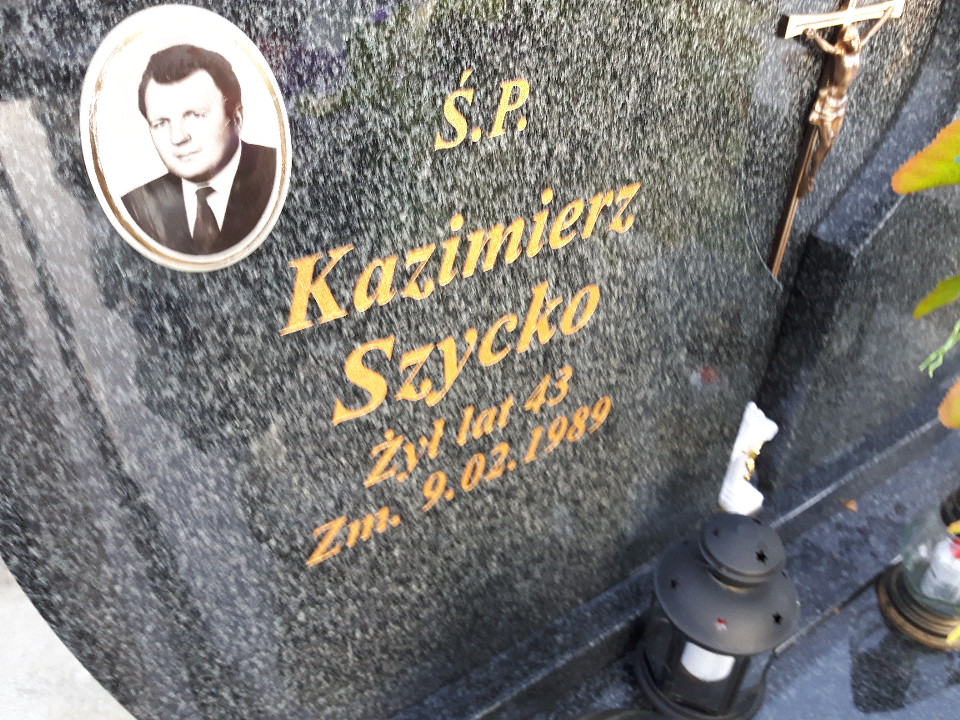 Ś.P.
Kazimierz
Szycko
Żył lat 43
Zm. 9.02.1989